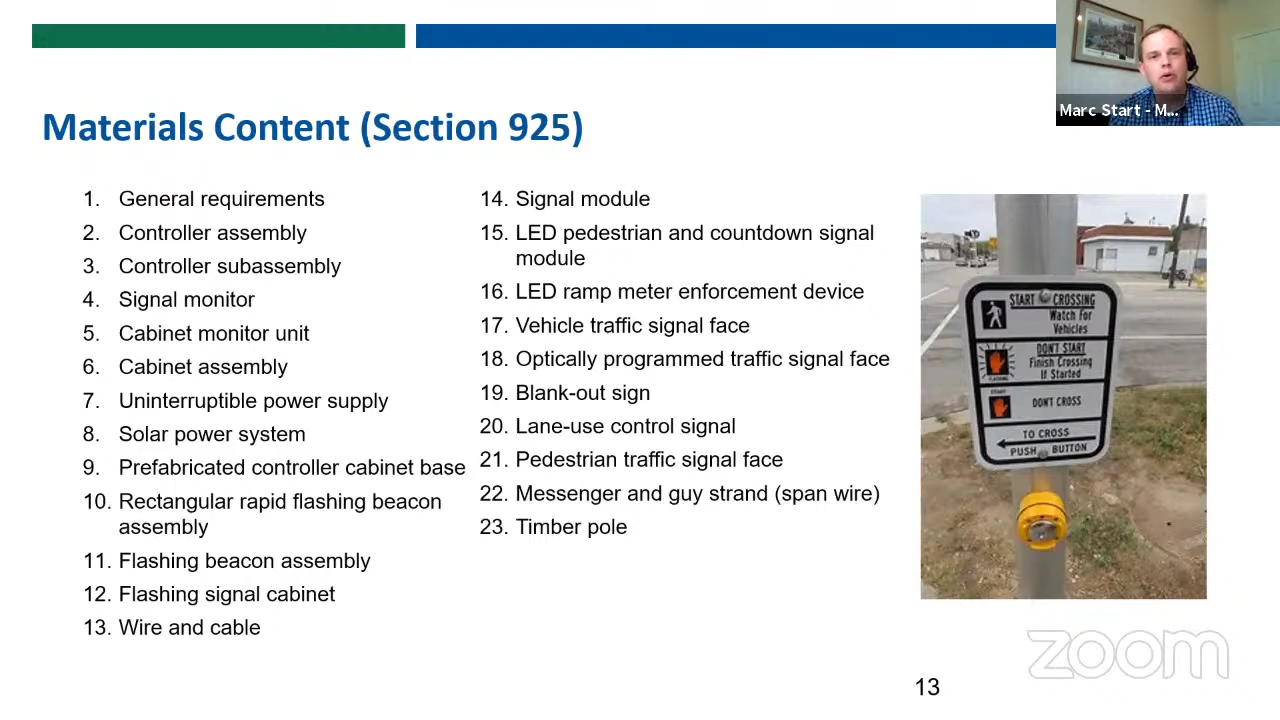 Marc Start - M...
Materials Content (Section 925)
1. General requirements
2. Controller assembly
3. Controller subassembly
4. Signal monitor
5. Cabinet monitor unit
6. Cabinet assembly
7. Uninterruptible power supply
8. Solar power system
9. Prefabricated controller cabinet base
10. Rectangular rapid flashing beacon
assembly
11. Flashing beacon assembly
12. Flashing signal cabinet
13. Wire and cable
14. Signal module
15. LED pedestrian and countdown signal
module
16. LED ramp meter enforcement device
17. Vehicle traffic signal face
18. Optically programmed traffic signal face
19. Blank-out sign
20. Lane-use control signal
21. Pedestrian traffic signal face
22. Messenger and guy strand (span wire)
23. Timber pole
START CROSSING
Watch For
Vehicles
DON'T START
Finish Crossing
If Started
FLASHING
DON'T CROSS
TO CROSS
PUSH BUTTON
zoom
13